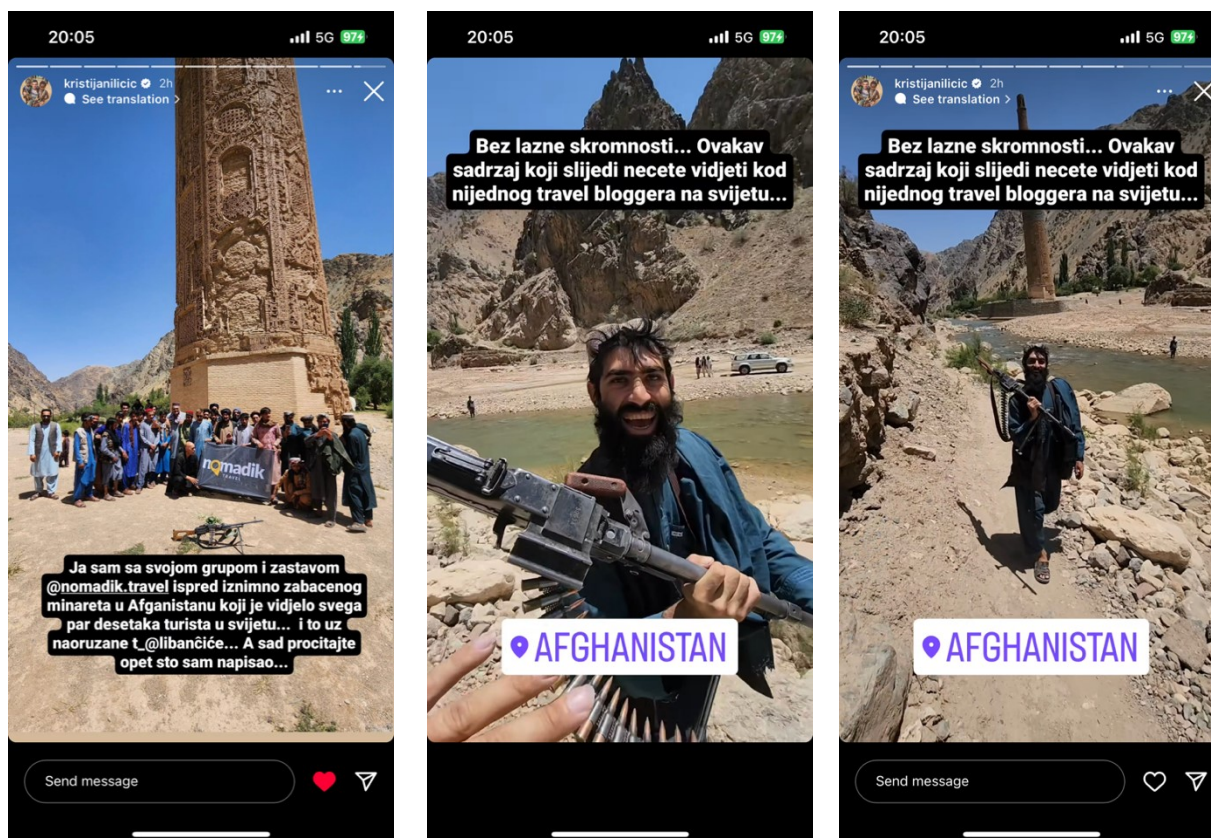 20:05
5G 97
kristijanilicic 2h
See translation >
nomadik
TRAVEL
Ja sam sa svojom grupom i zastavom
@nomadik.travel ispred iznimno zabacenog
minareta u Afganistanu koji je vidjelo svega
par desetaka turista u svijetu... i to uz
naoruzane t_@libančíće... A sad procitajte
opet sto sam napisao...
Send message
20:05
5G 97
Bez lazne skromnosti... Ovakav
sadrzaj koji slijedi necete vidjeti kod
nijednog travel bloggera na svijetu...
AFGHANISTAN
20:05
5G 97
kristijanilicic 2h
See translation >
Bez lazne skromnosti... Ovakav
sadrzaj koji slijedi necete vidjeti kod
nijednog travel bloggera na svijetu...
AFGHANISTAN
Send message